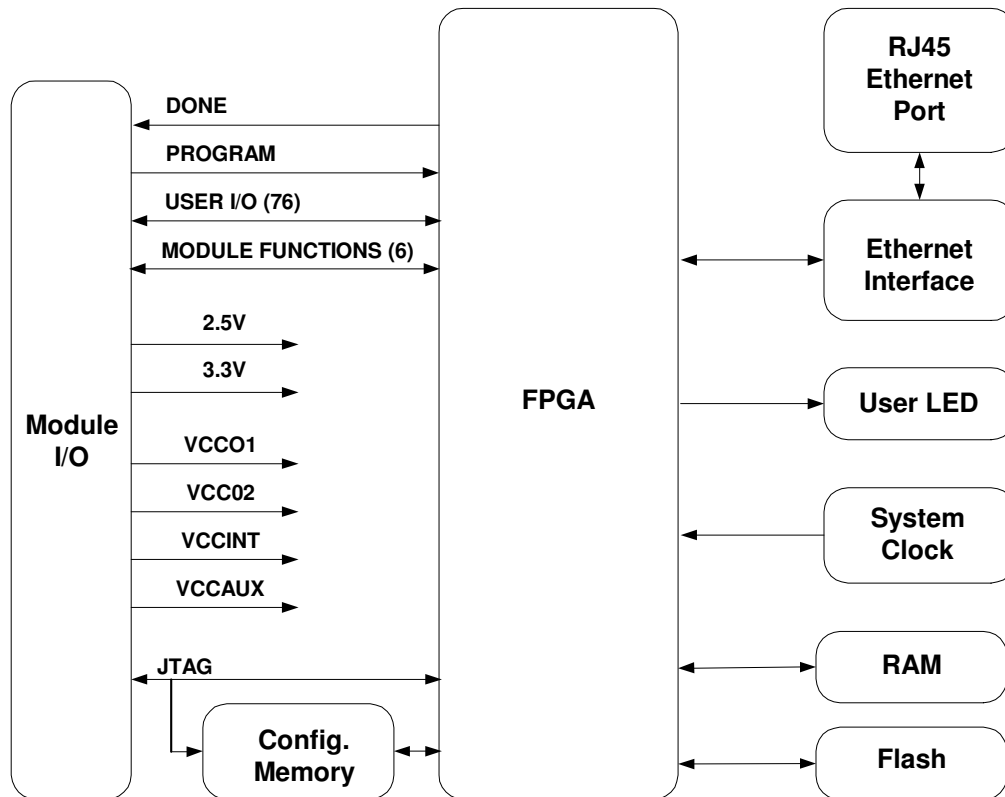 RJ45
Ethernet
Port
DONE
PROGRAM
USER I/O (76)
MODULE FUNCTIONS (6)
Ethernet
Interface
2.5V
3.3V
FPGA
User LED
Module
I/O
VCCO1
VCC02
VCCINT
VCCAUX
System
Clock
JTAG
RAM
Config.
Memory
Flash